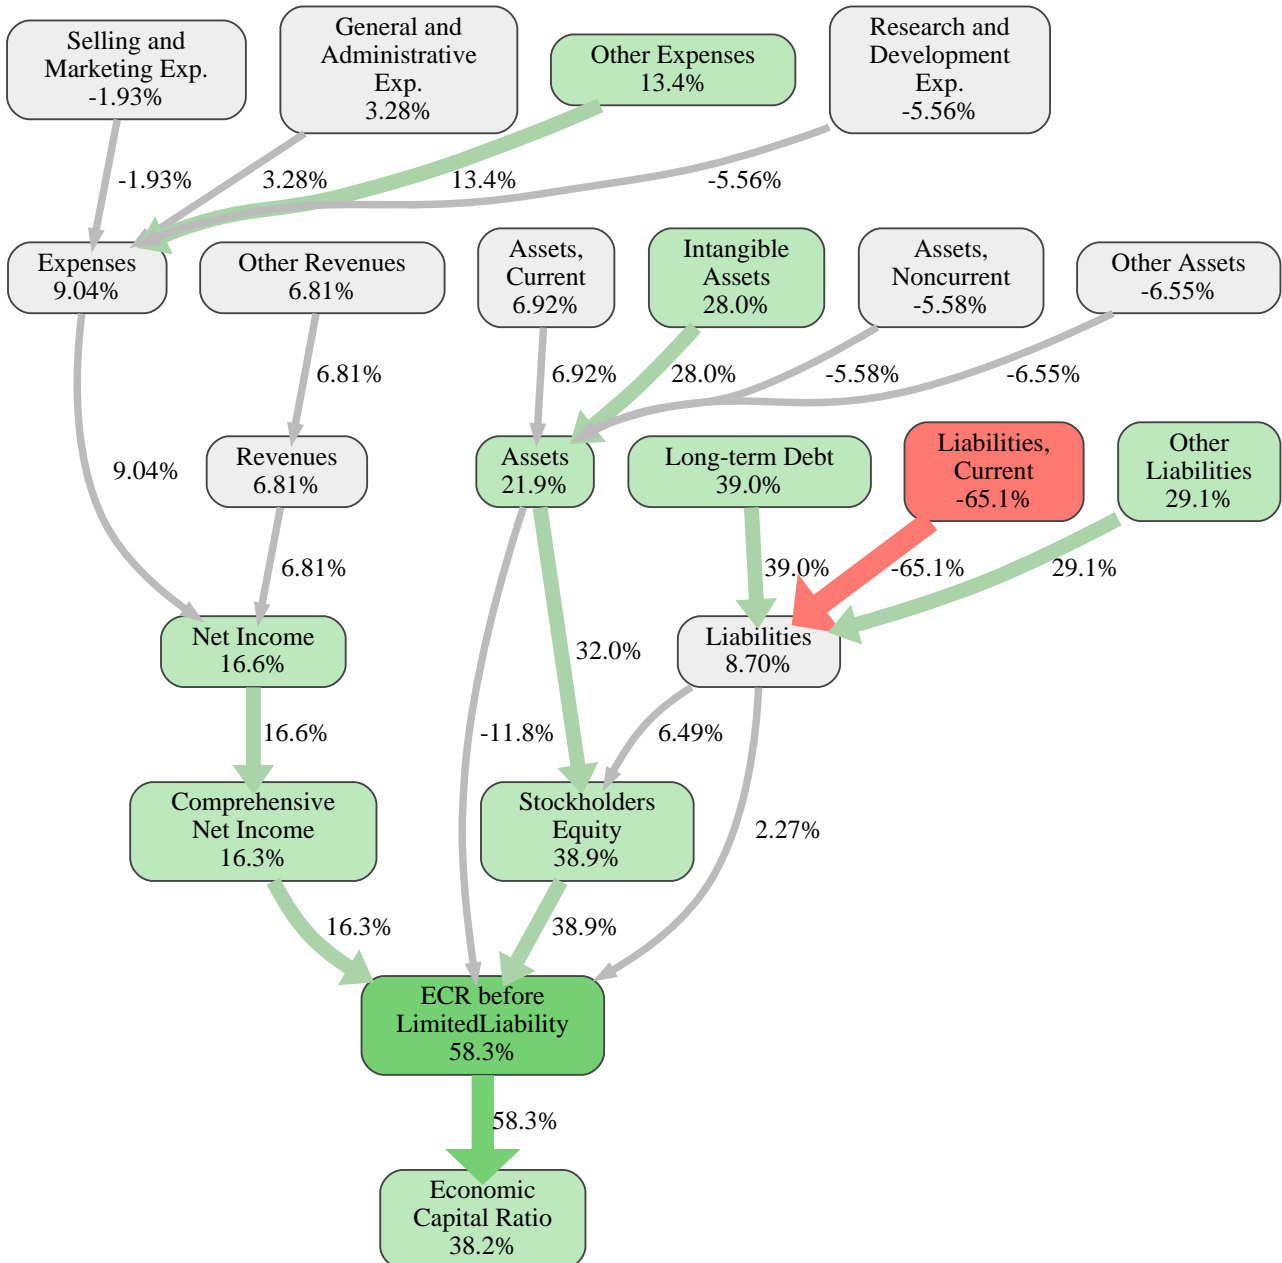 Selling and
Marketing Exp.
-1.93%
General and
Administrative
Exp.
3.28%
Other Expenses
13.4%
Research and
Development
Exp.
-5.56%
-1.93%
3.28%
13.4%
-5.56%
Expenses
9.04%
Other Revenues
6.81%
Assets,
Current
6.92%
Intangible
Assets
28.0%
Assets,
Noncurrent
-5.58%
Other Assets
-6.55%
6.81%
6.92%
28.0%
-5.58%
-6.55%
9.04%
Revenues
6.81%
Assets
21.9%
Long-term Debt
39.0%
Liabilities,
Current
-65.1%
Other
Liabilities
29.1%
6.81%
39.0%
-65.1%
29.1%
Net Income
16.6%
32.0%
Liabilities
8.70%
16.6%
-11.8%
6.49%
Comprehensive
Net Income
16.3%
Stockholders
Equity
38.9%
2.27%
16.3%
38.9%
ECR before
LimitedLiability
58.3%
58.3%
Economic
Capital Ratio
38.2%